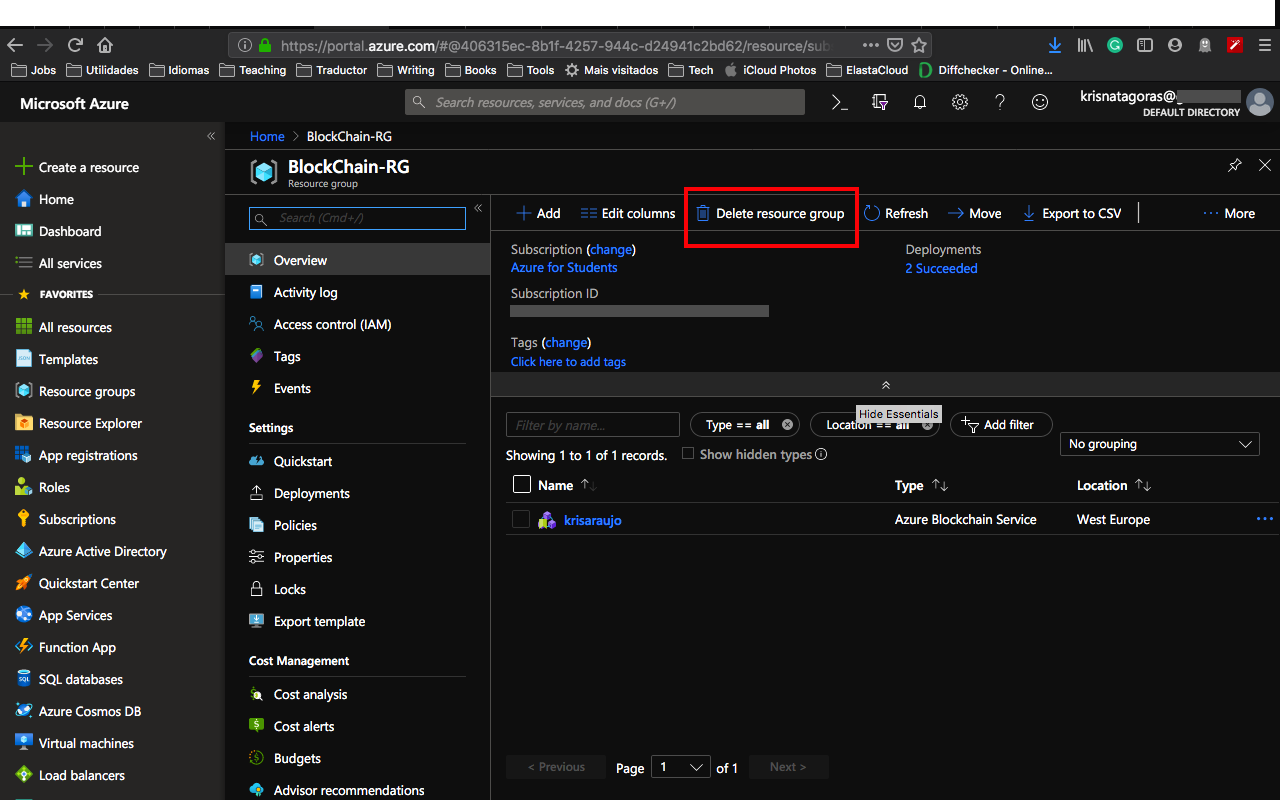 https://portal.azure.com/#@406315ec-8b1f-4257-944c-d24941c2bd62/resource/sub
Jobs Utilidades Idiomas Teaching Traductor Writing Books Tools Mais visitados Tech iCloud Photos ElastaCloud Diffchecker - Online...
Microsoft Azure
Search resources, services, and docs (G+/)
krisnatagoras@
DEFAULT DIRECTORY
Create a resource
Home
Dashboard
All services
FAVORITES
All resources
Templates
Resource groups
Resource Explorer
App registrations
Roles
Subscriptions
Azure Active Directory
Quickstart Center
App Services
Function App
SQL databases
Azure Cosmos DB
Virtual machines
Load balancers
Home > BlockChain-RG
BlockChain-RG
Resource group
Search (Cmd+/)
Overview
Activity log
Access control (IAM)
Tags
Events
Settings
Quickstart
Deployments
Policies
Properties
Locks
Export template
Cost Management
Cost analysis
Cost alerts
Budgets
Advisor recommendations
Add Edit columns Delete resource group Refresh Move Export to CSV More
Subscription (change)
Azure for Students
Subscription ID
Tags (change)
Click here to add tags
Deployments
2 Succeeded
Hide Essentials
Filter by name... Type == all Location == all Add filter
Showing 1 to 1 of 1 records. Show hidden types No grouping
Name Type Location
krisaraujo Azure Blockchain Service West Europe
< Previous Page 1 of 1 Next >